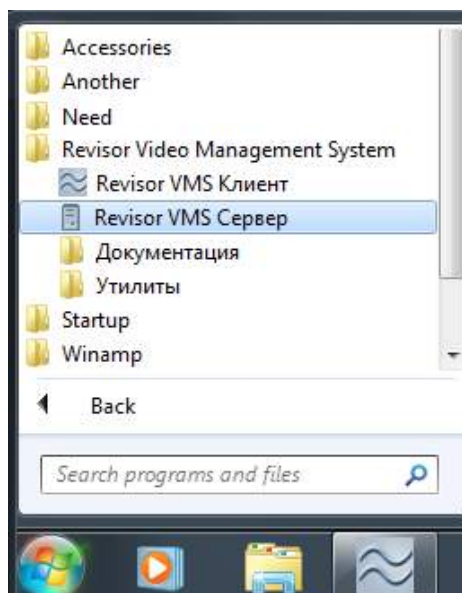 Accessories
Another
Need
Revisor Video Management System
Revisor VMS Клиент
Revisor VMS Сервер
Документация
Утилиты
Startup
Winamp
Back
Search programs and files